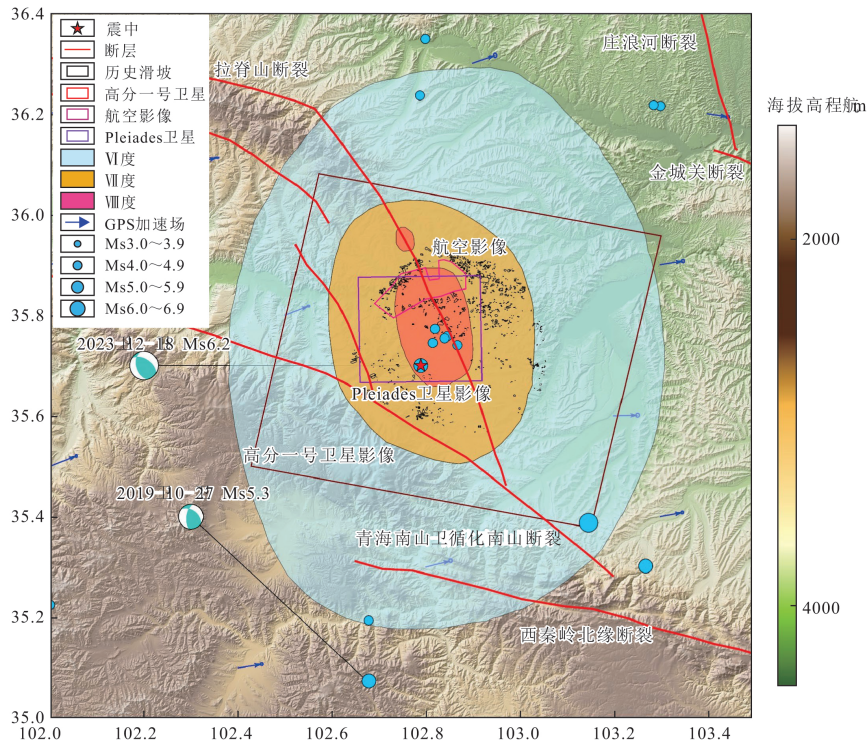 36.4
36.2
36.0
35.8
35.6
35.4
35.2
35.0
102.0
102.2
102.4
102.6
102.8
103.0
103.2
103.4
震中
断层
历史滑坡
高分一号卫星
航空影像
Pleiades卫星
Ⅵ度
Ⅶ度
Ⅷ度
GPS加速场
Ms3.0～3.9
Ms4.0～4.9
Ms5.0～5.9
Ms6.0～6.9
拉脊山断裂
庄浪河断裂
金城关断裂
航空影像
2023-12-18 Ms6.2
Pleiades卫星影像
高分一号卫星影像
2019-10-27 Ms5.3
青海南山卫循化南山断裂
西秦岭北缘断裂
海拔高程
2000
4000